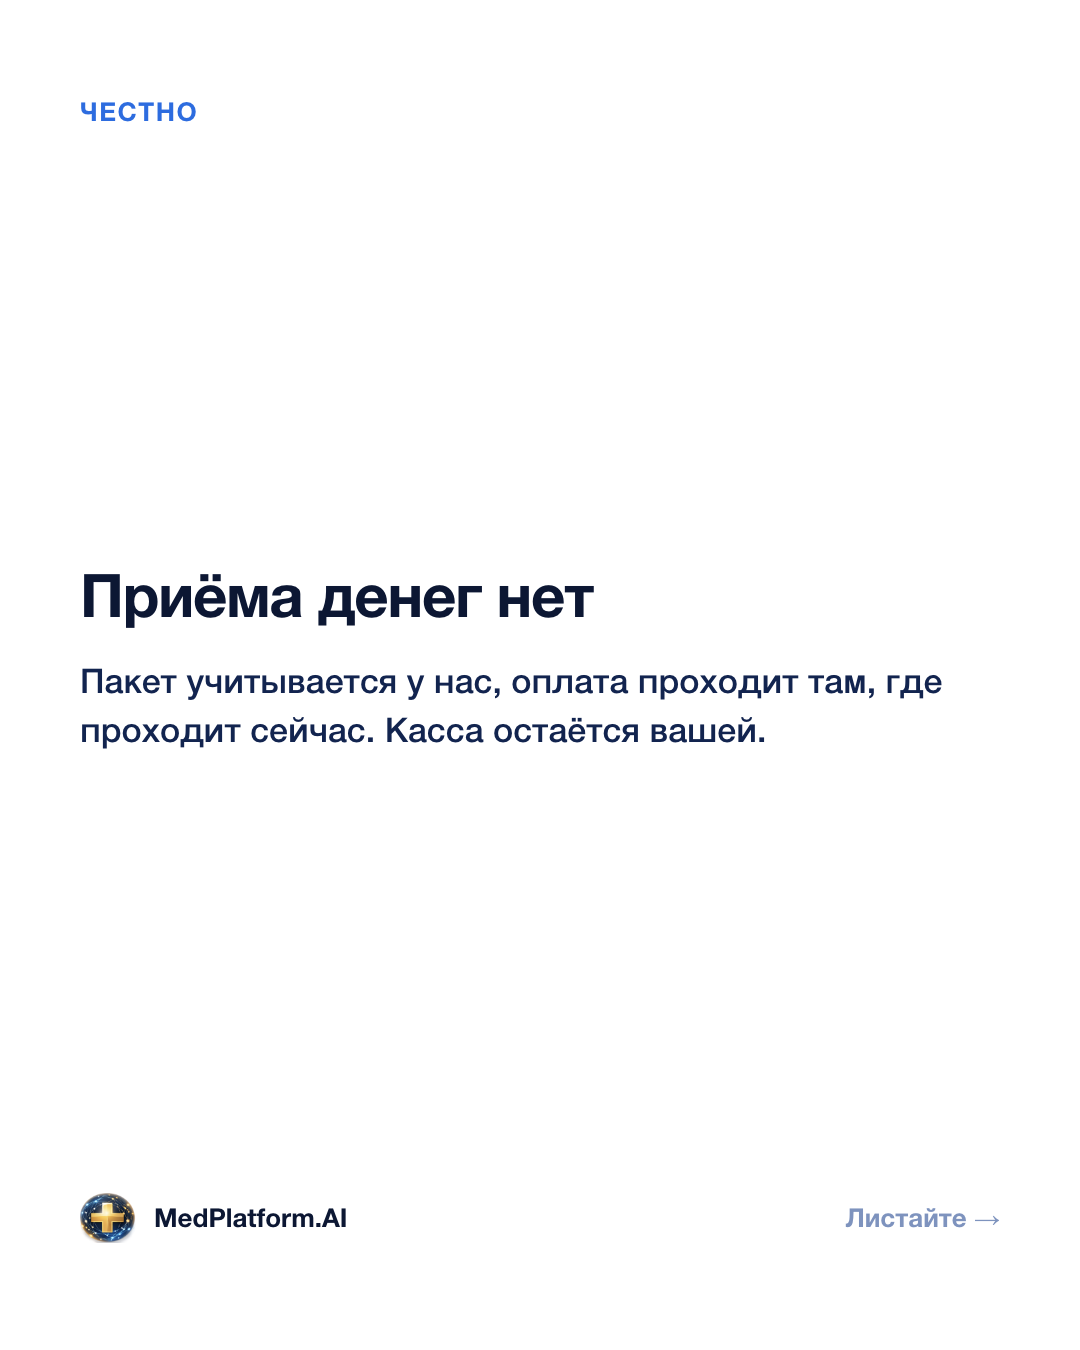 ЧЕСТНО
Приёма денег нет
Пакет учитывается у нас, оплата проходит там, где
проходит сейчас. Касса остаётся вашей.
MedPlatform.AI
Листайте →